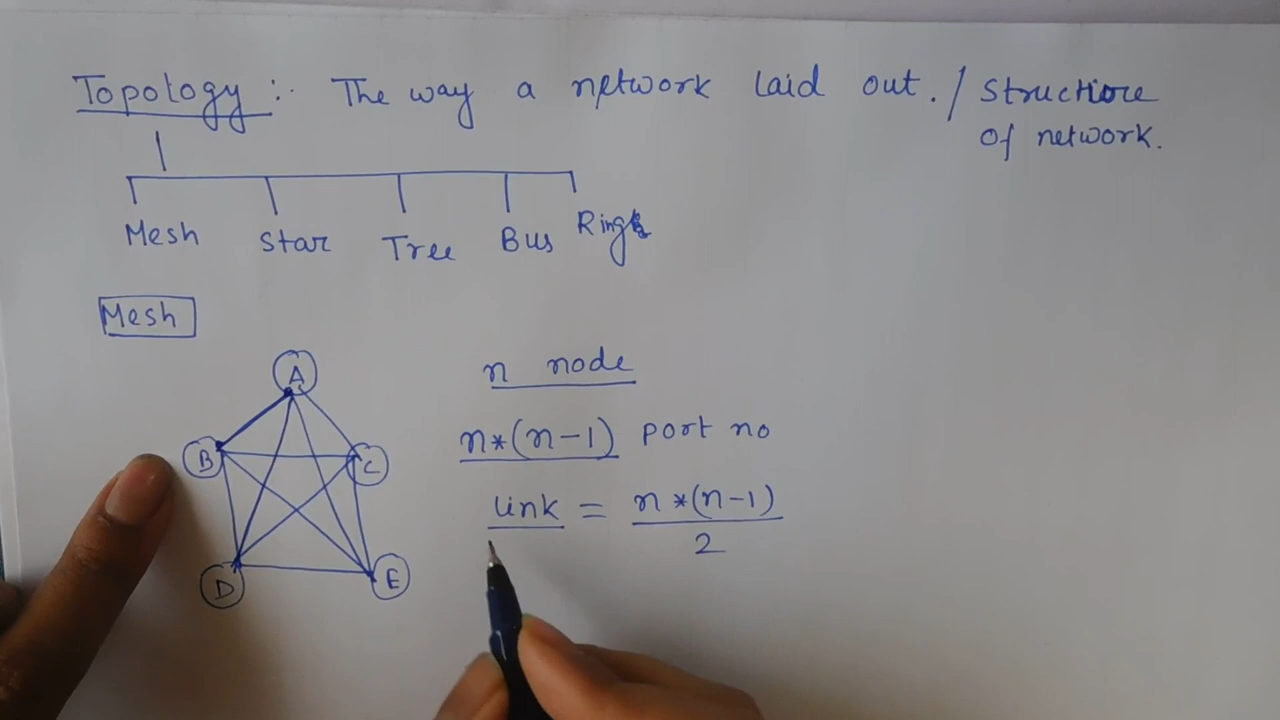 Topology :- The way a network laid out. / Structiore
of network.
Mesh Star Tree Bus Ring
Mesh
A
B
C
D
E
n node
n*(n-1) port no
link = n*(n-1)
2